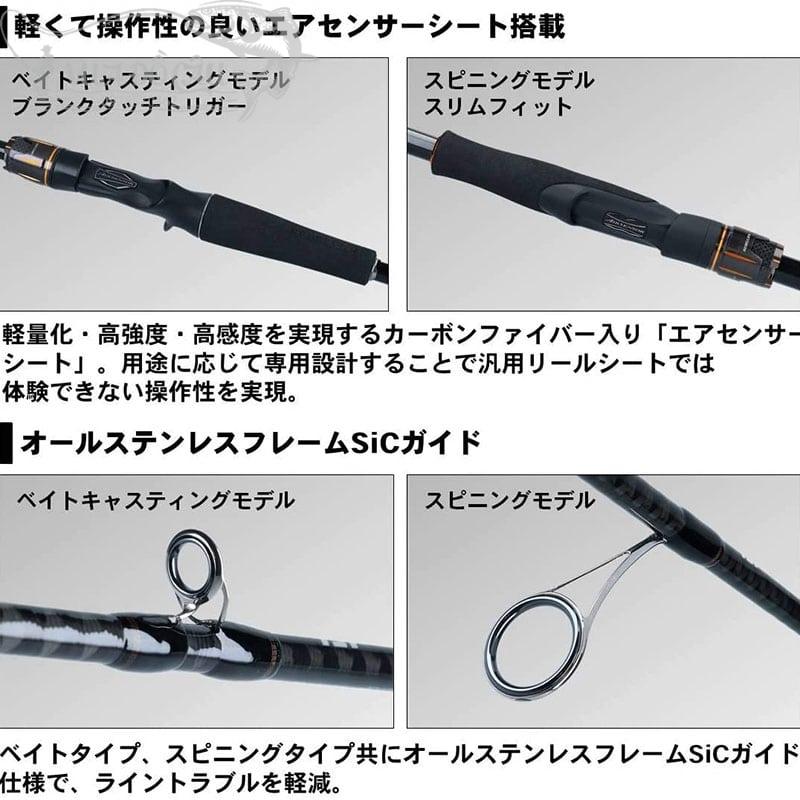 軽くて操作性の良いエアセンサーシート搭載
ベイトキャスティングモデル
ブランクタッチトリガー
スピニングモデル
スリムフィット
軽量化・高強度・高感度を実現するカーボンファイバー入り「エアセンサー
シート」。用途に応じて専用設計することで汎用リールシートでは
体験できない操作性を実現。
オールステンレスフレームSiCガイド
ベイトキャスティングモデル
スピニングモデル
ベイトタイプ、スピニングタイプ共にオールステンレスフレームSiCガイド
仕様で、ライントラブルを軽減。